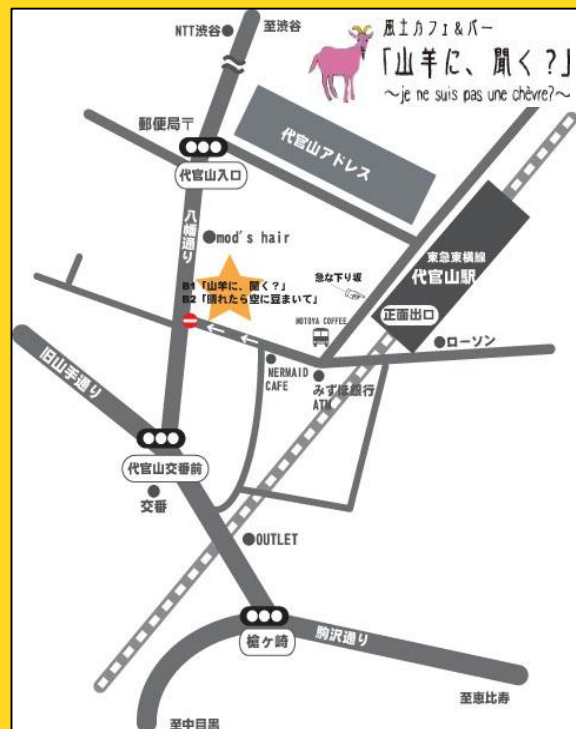 風土カフェ&バー
「山羊に、聞く?」
～je ne suis pas une chèvre?～
至渋谷
NTT渋谷
郵便局〒
代官山入口
代官山アドレス
八幡通り
mod's hair
東急東横線
代官山駅
正面出口
急な下り坂
B1「山羊に、聞く?」
B2「晴れたら空に豆まいて」
MOTOYA COFFEE
ローソン
MERMAID
CAFE
みずほ銀行
ATM
旧山手通り
代官山交番前
交番
OUTLET
槍ヶ崎
駒沢通り
至恵比寿
至中目黒